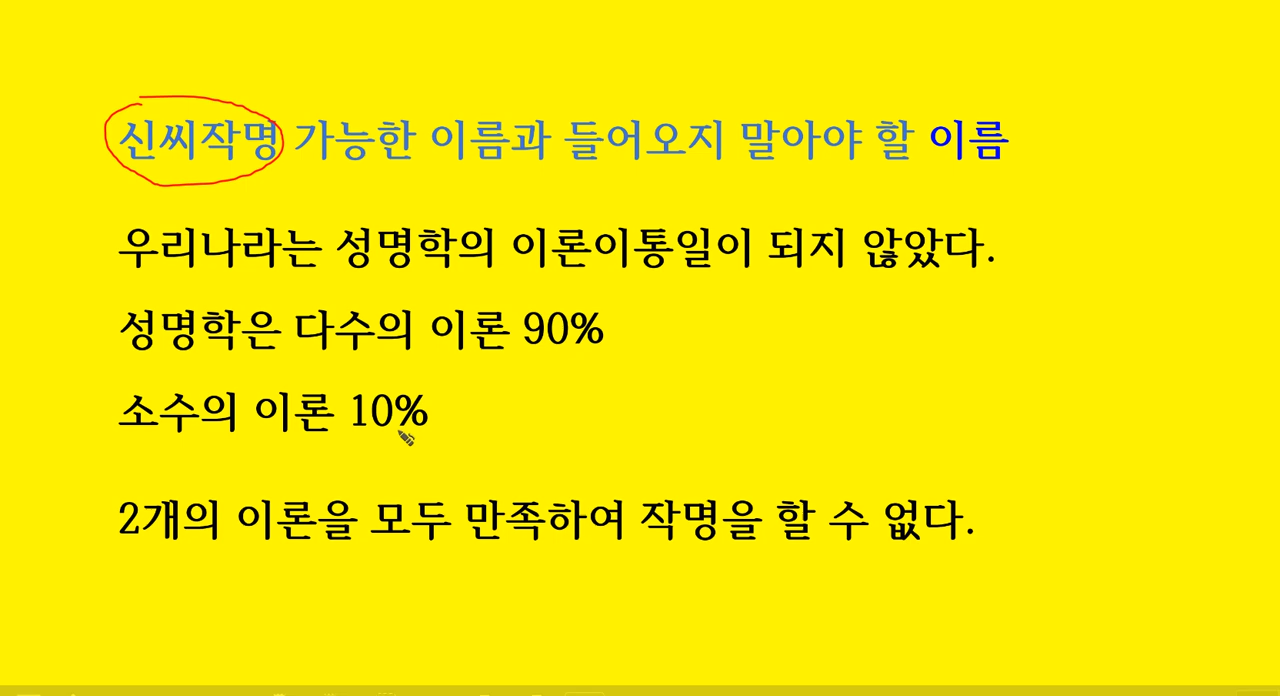 신씨작명 가능한 이름과 들어오지 말아야 할 이름
우리나라는 성명학의 이론이통일이 되지 않았다.
성명학은 다수의 이론 90%
소수의 이론 10%
2개의 이론을 모두 만족하여 작명을 할 수 없다.